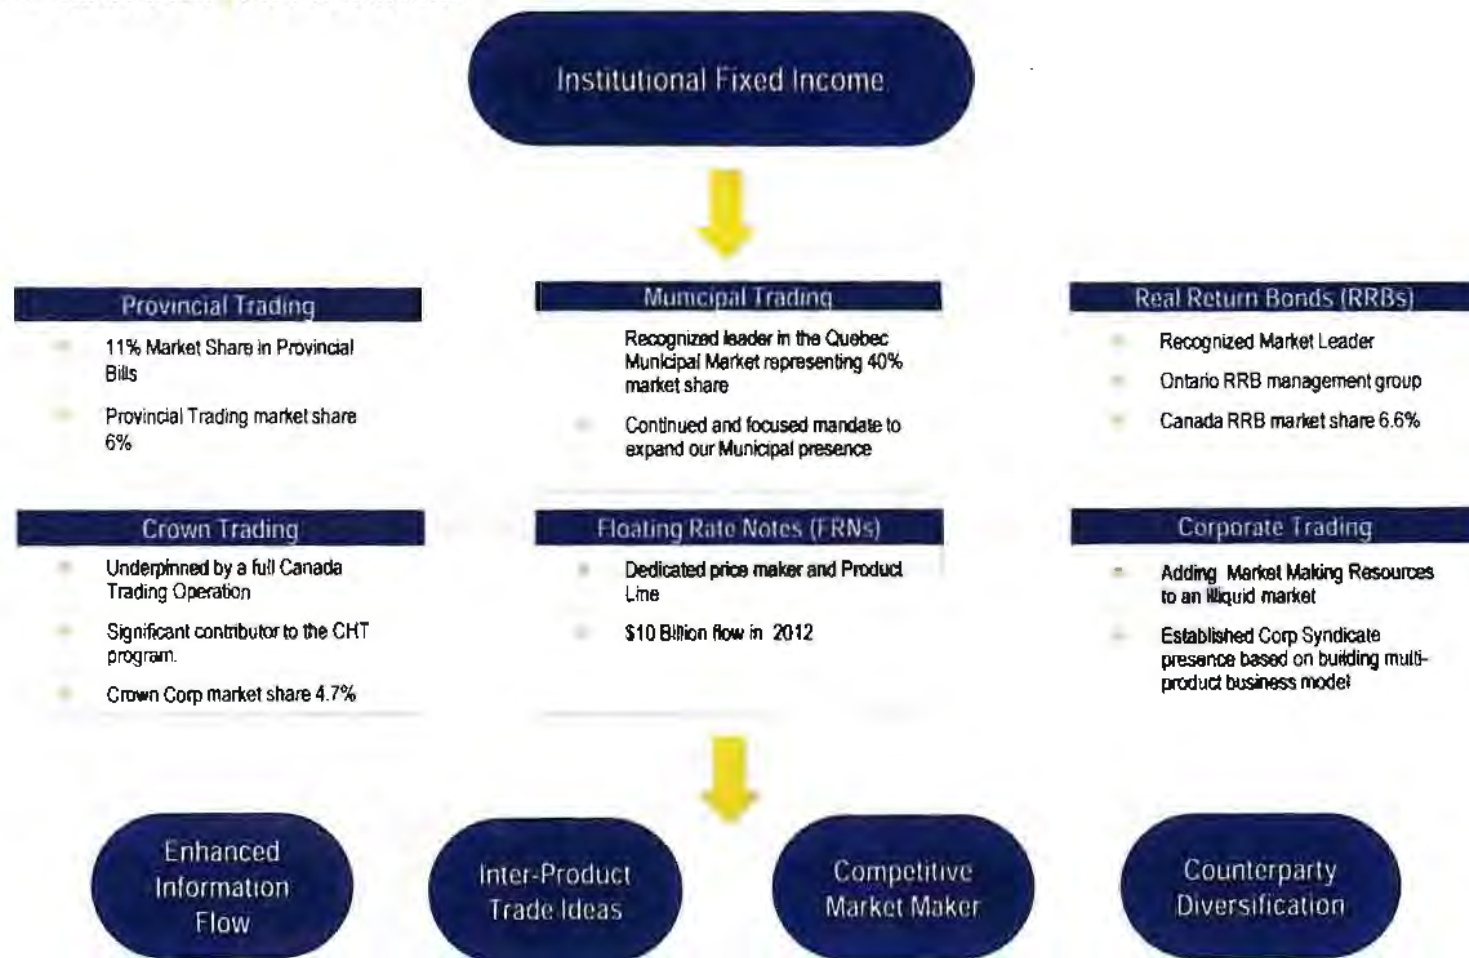 Institutional Fixed Income
Provincial Trading
11% Market Share in Provincial
Bills
Provincial Trading market share
6%
Municipal Trading
Recognized leader in the Quebec
Municipal Market representing 40%
market share
Continued and focused mandate to
expand our Municipal presence
Real Return Bonds (RRBs)
Recognized Market Leader
Ontario RRB management group
Canada RRB market share 6.6%
Crown Trading
Underpinned by a full Canada
Trading Operation
Significant contributor to the CHT
program.
Crown Corp market share 4.7%
Floating Rate Notes (FRNs)
Dedicated price maker and Product
Line
$10 Billion flow in 2012
Corporate Trading
Adding Market Making Resources
to an illiquid market
Established Corp Syndicate
presence based on building multi-
product business model
Enhanced
Information
Flow
Inter-Product
Trade Ideas
Competitive
Market Maker
Counterparty
Diversification